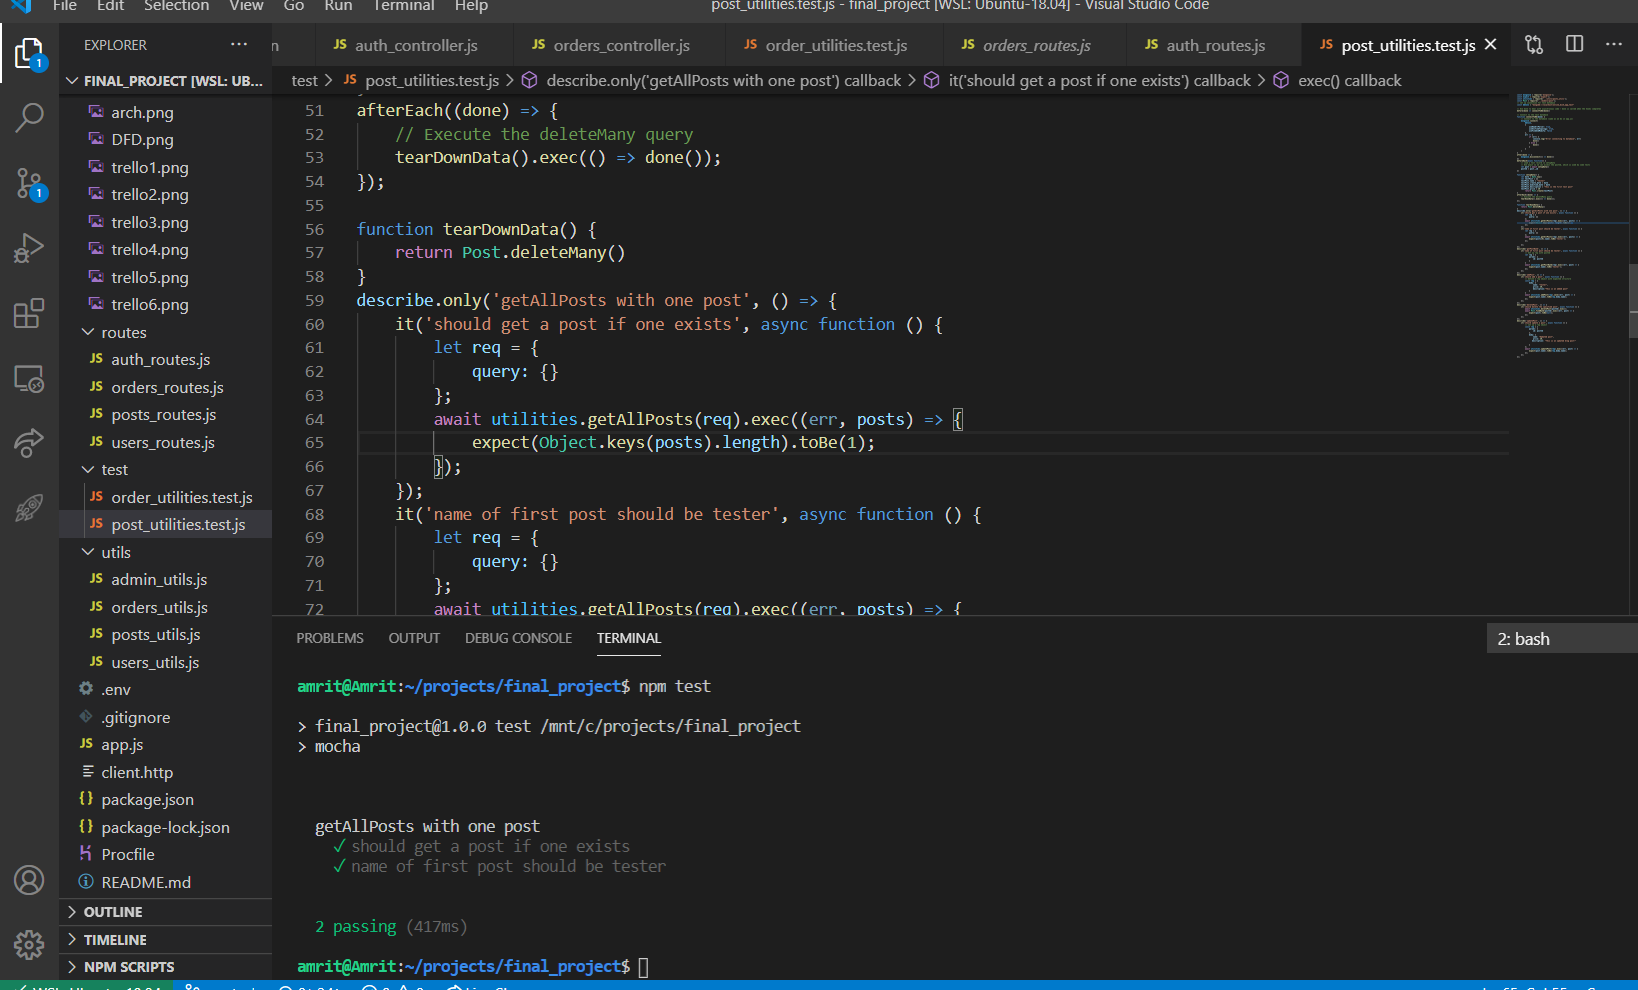 File Edit Selection View Go Run Terminal Help
post_utilities.test.js - final_project [WSL: Ubuntu-18.04] - Visual Studio Code
EXPLORER
auth_controller.js orders_controller.js order_utilities.test.js orders_routes.js auth_routes.js post_utilities.test.js
FINAL_PROJECT [WSL: UB...
test > JS post_utilities.test.js > describe.only('getAllPosts with one post') callback > it('should get a post if one exists') callback > exec() callback
arch.png
DFD.png
trello1.png
trello2.png
trello3.png
trello4.png
trello5.png
trello6.png
routes
JS auth_routes.js
JS orders_routes.js
JS posts_routes.js
JS users_routes.js
test
JS order_utilities.test.js
JS post_utilities.test.js
utils
JS admin_utils.js
JS orders_utils.js
JS posts_utils.js
JS users_utils.js
.env
.gitignore
JS app.js
client.http
{} package.json
{} package-lock.json
Procfile
README.md
OUTLINE
TIMELINE
NPM SCRIPTS
51 afterEach((done) => {
52 // Execute the deleteMany query
53 tearDownData().exec(() => done());
54 });
55
56 function tearDownData() {
57 return Post.deleteMany()
58 }
59 describe.only('getAllPosts with one post', () => {
60 it('should get a post if one exists', async function () {
61 let req = {
62 query: {}
63 };
64 await utilities.getAllPosts(req).exec((err, posts) => {
65 expect(Object.keys(posts).length).toBe(1);
66 });
67 });
68 it('name of first post should be tester', async function () {
69 let req = {
70 query: {}
71 };
72 await utilities.getAllPosts(req).exec((err, posts) => {
PROBLEMS OUTPUT DEBUG CONSOLE TERMINAL
2: bash
amrit@Amrit:~/projects/final_project$ npm test
> final_project@1.0.0 test /mnt/c/projects/final_project
> mocha
getAllPosts with one post
✓ should get a post if one exists
✓ name of first post should be tester
2 passing (417ms)
amrit@Amrit:~/projects/final_project$